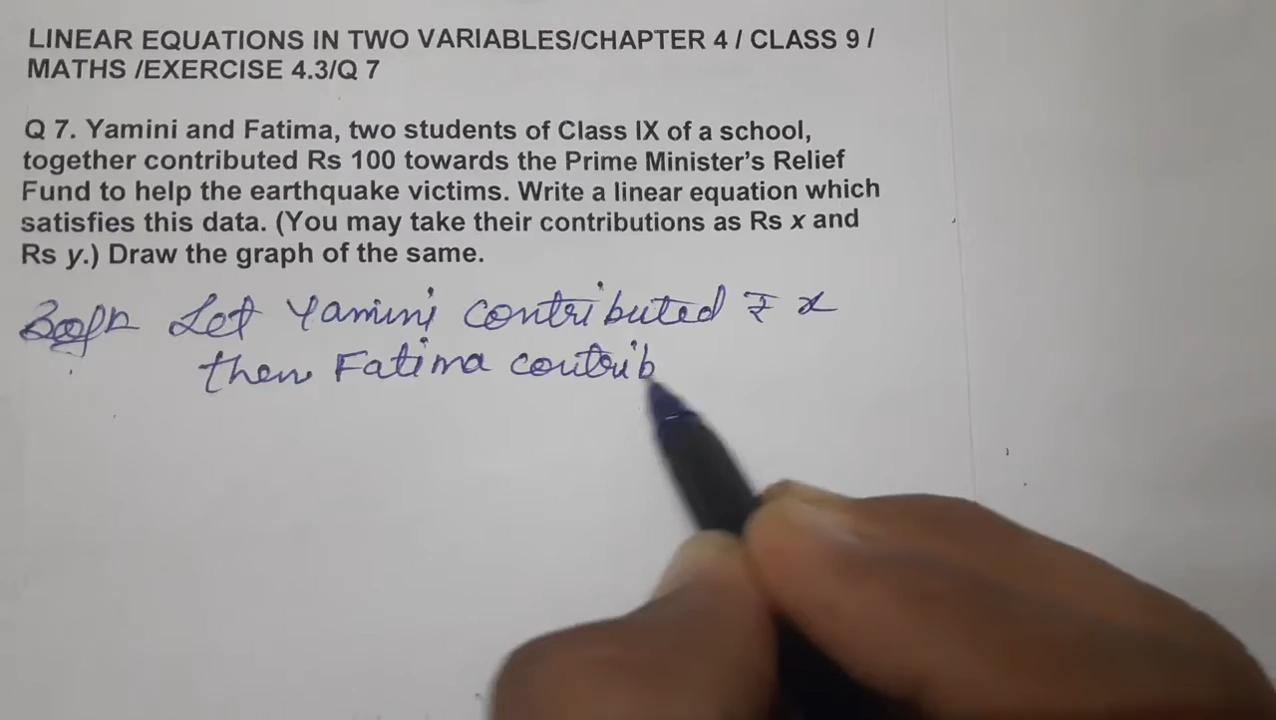 LINEAR EQUATIONS IN TWO VARIABLES/CHAPTER 4 / CLASS 9 /
MATHS /EXERCISE 4.3/Q 7
Q 7. Yamini and Fatima, two students of Class IX of a school,
together contributed Rs 100 towards the Prime Minister's Relief
Fund to help the earthquake victims. Write a linear equation which
satisfies this data. (You may take their contributions as Rs x and
Rs y.) Draw the graph of the same.
Soln Let Yamini contributed ₹ x
then Fatima contrib